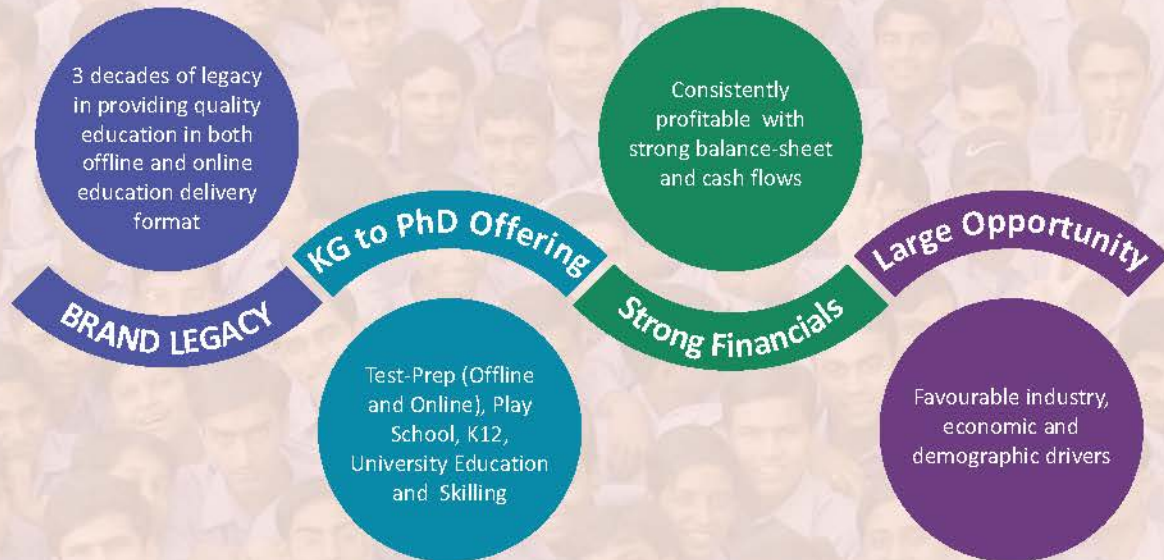 3 decades of legacy
in providing quality
education in both
offline and online
education delivery
format
BRAND LEGACY
KG to PhD Offering
Test-Prep (Offline
and Online), Play
School, K12,
University Education
and Skilling
Consistently
profitable with
strong balance-sheet
and cash flows
Strong Financials
Large Opportunity
Favourable industry,
economic and
demographic drivers